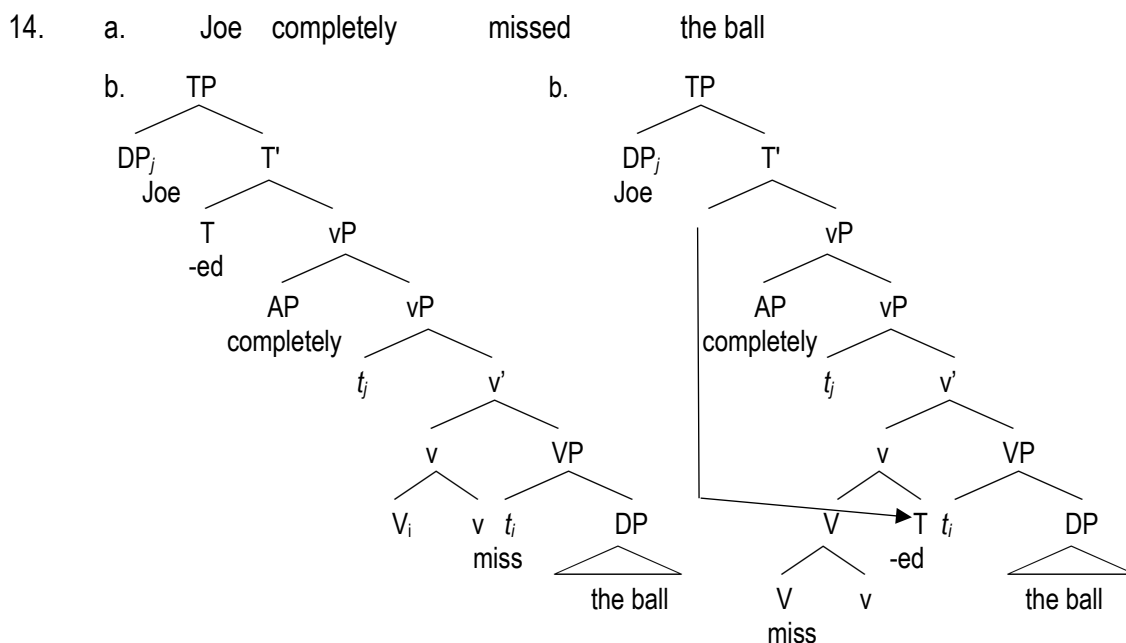 14. a. Joe completely missed the ball
b. TP b. TP
DPj T' DPj T'
Joe Joe
T vP vP
-ed
AP vP AP vP
completely completely
tj v' tj v’
v VP v VP
Vi v ti DP V T ti DP
miss -ed
the ball V v the ball
miss